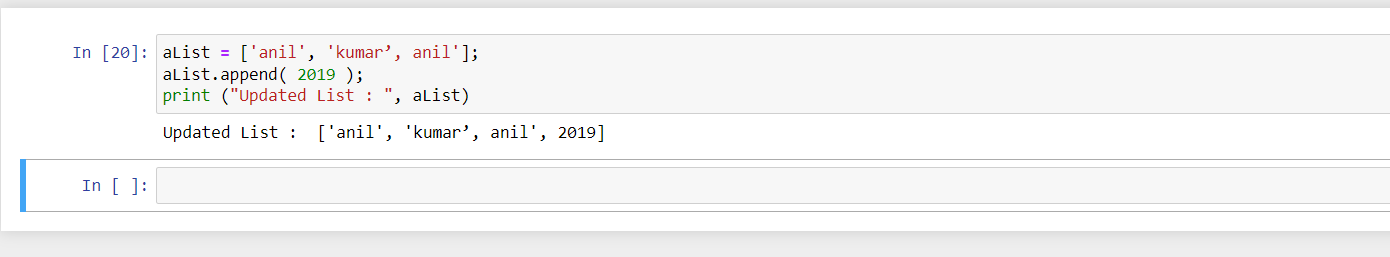 In [20]: aList = ['anil', 'kumar’, anil'];
aList.append( 2019 );
print ("Updated List : ", aList)
Updated List :  ['anil', 'kumar’, anil', 2019]
In [ ]: